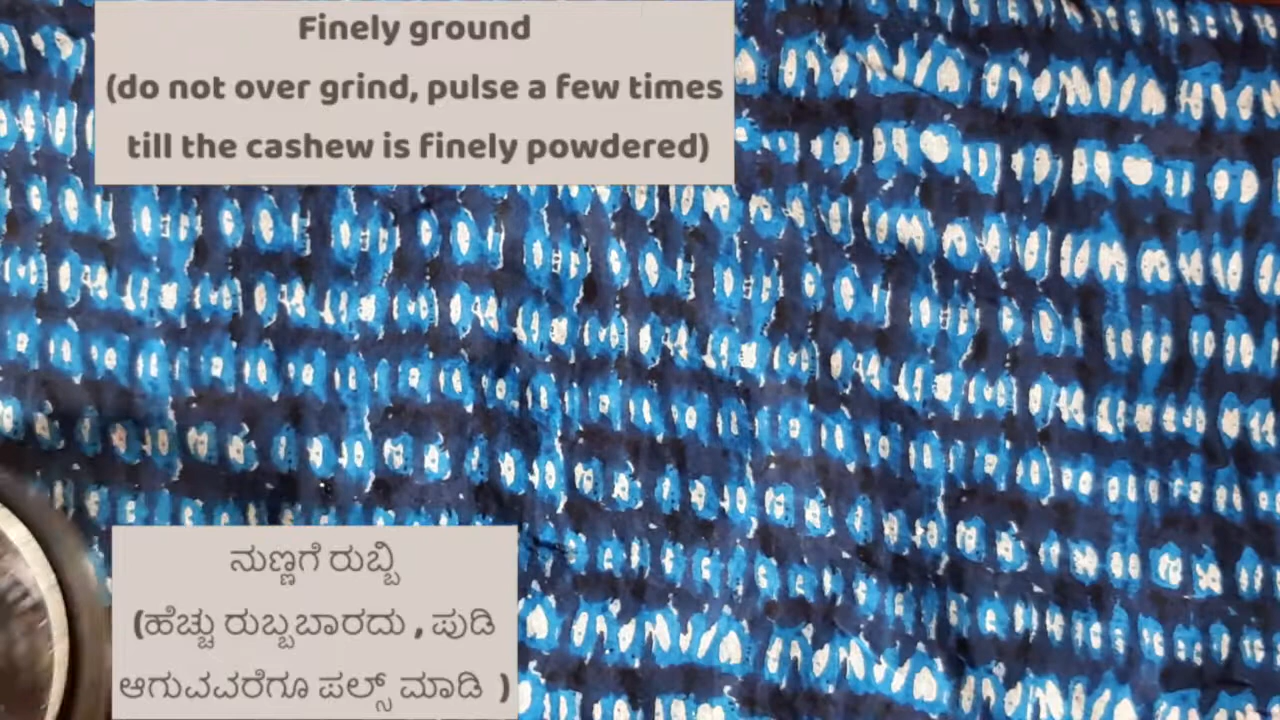 Finely ground
(do not over grind, pulse a few times
till the cashew is finely powdered)
ನುಣ್ಣಗೆ ರುಬ್ಬಿ
(ಹೆಚ್ಚು ರುಬ್ಬಬಾರದು , ಪುಡಿ
ಆಗುವವರೆಗೂ ಪಲ್ಸ್ ಮಾಡಿ )